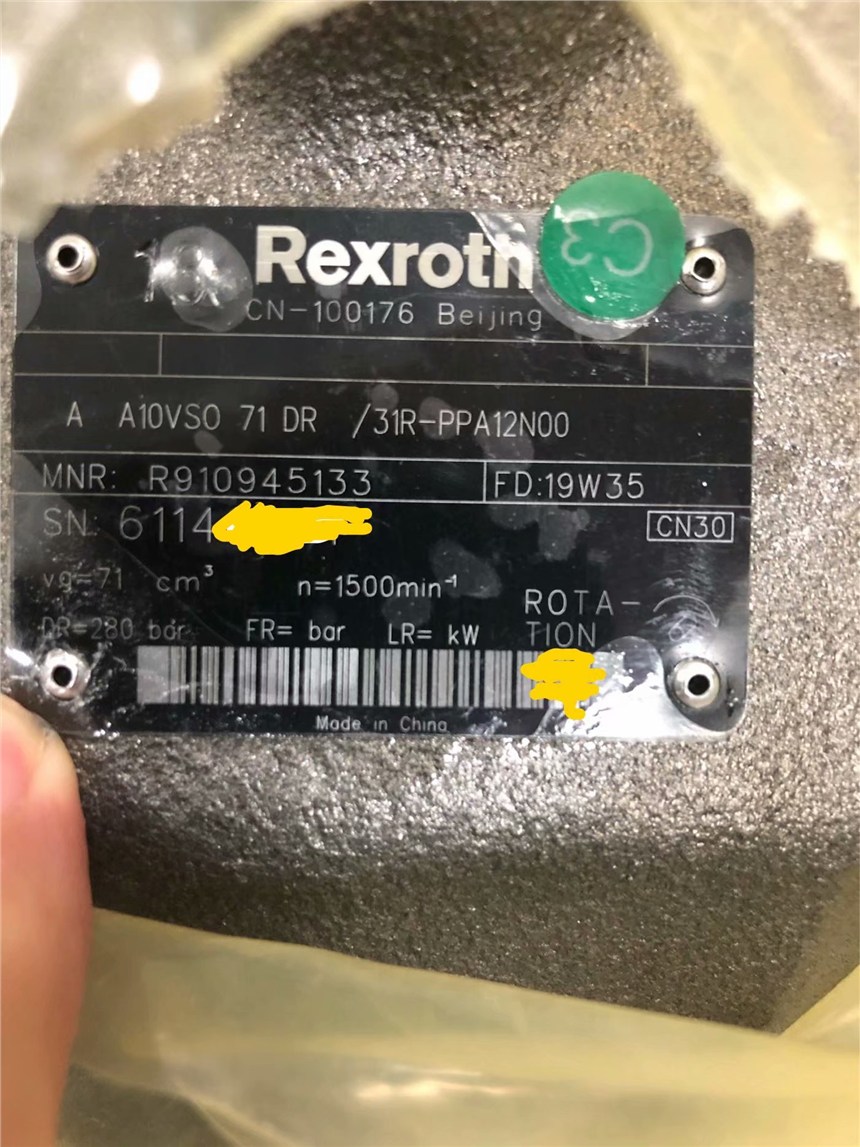 Rexroth
C3
CN-100176 Beijing
A A10VSO 71 DR /31R-PPA12N00
MNR: R910945133 FD:19W35
SN: 6114
CN30
vg=71 cm³ n=1500min⁻¹
ROTA-
DR=280 bar FR= bar LR= kW TION
Made in China